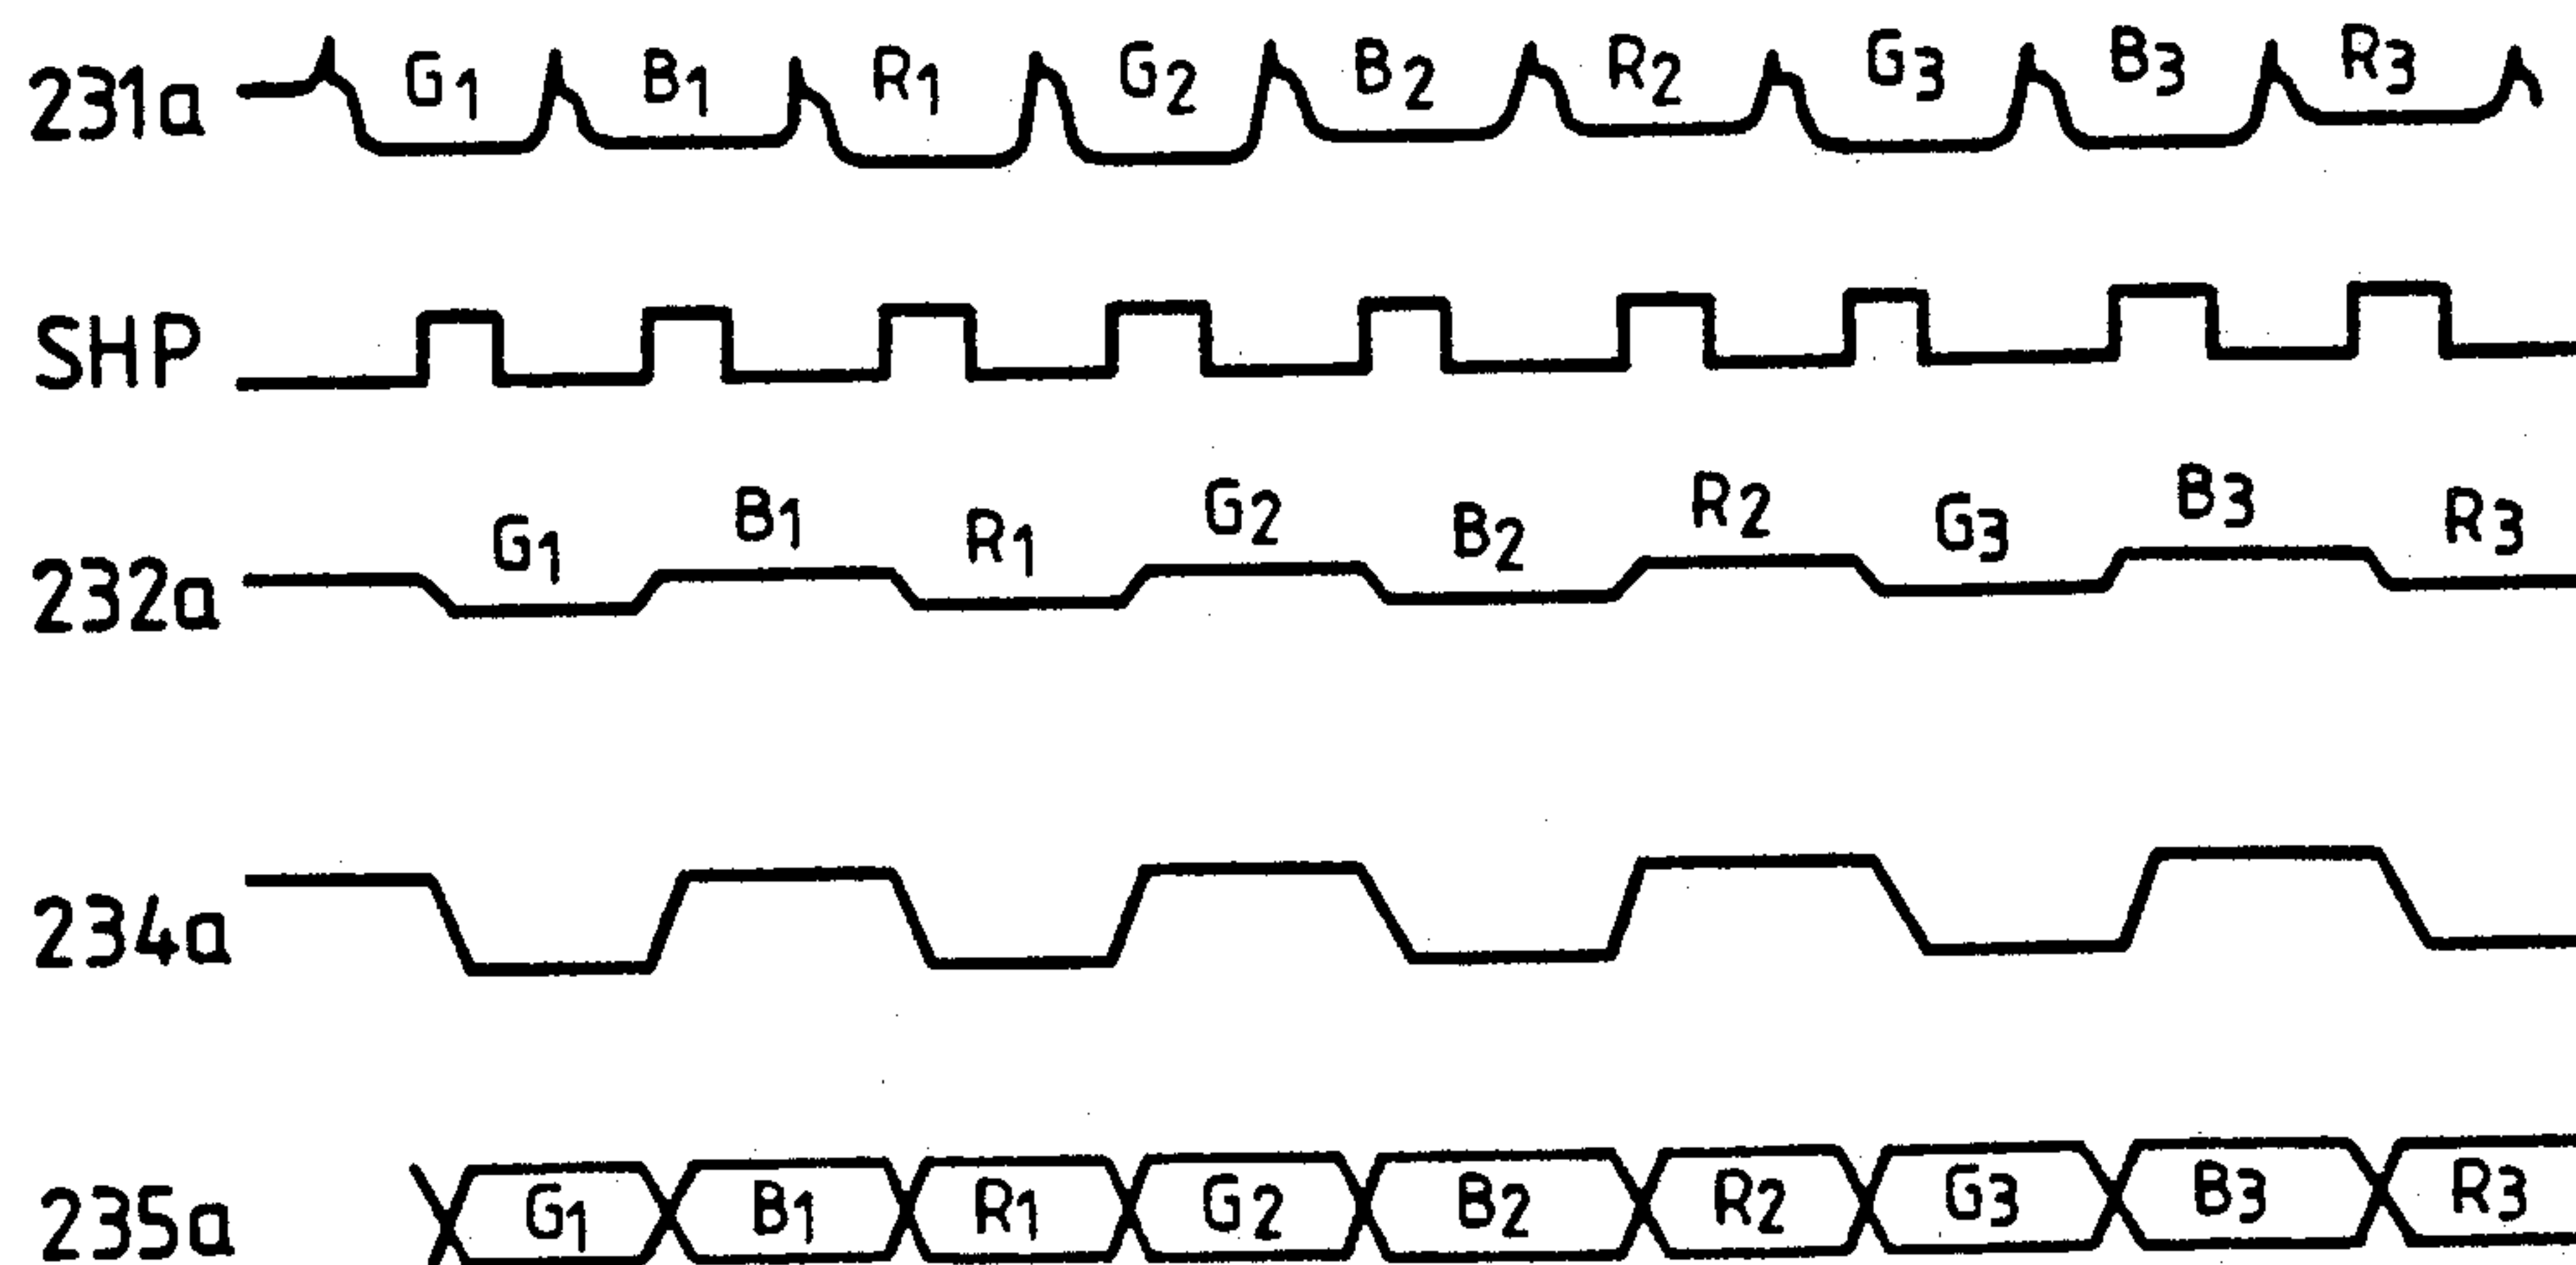 231a G1 B1 R1 G2 B2 R2 G3 B3 R3
SHP
232a G1 B1 R1 G2 B2 R2 G3 B3 R3
234a
235a G1 B1 R1 G2 B2 R2 G3 B3 R3